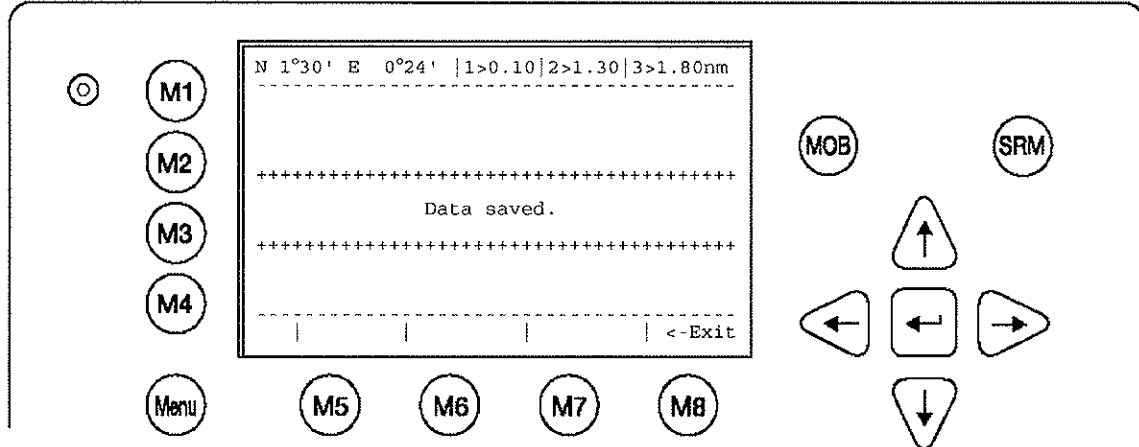 N 1°30' E 0°24' |1>0.10|2>1.30|3>1.80nm
M1
MOB
SRM
M2
Data saved.
M3
M4
<-Exit
Menu
M5
M6
M7
M8